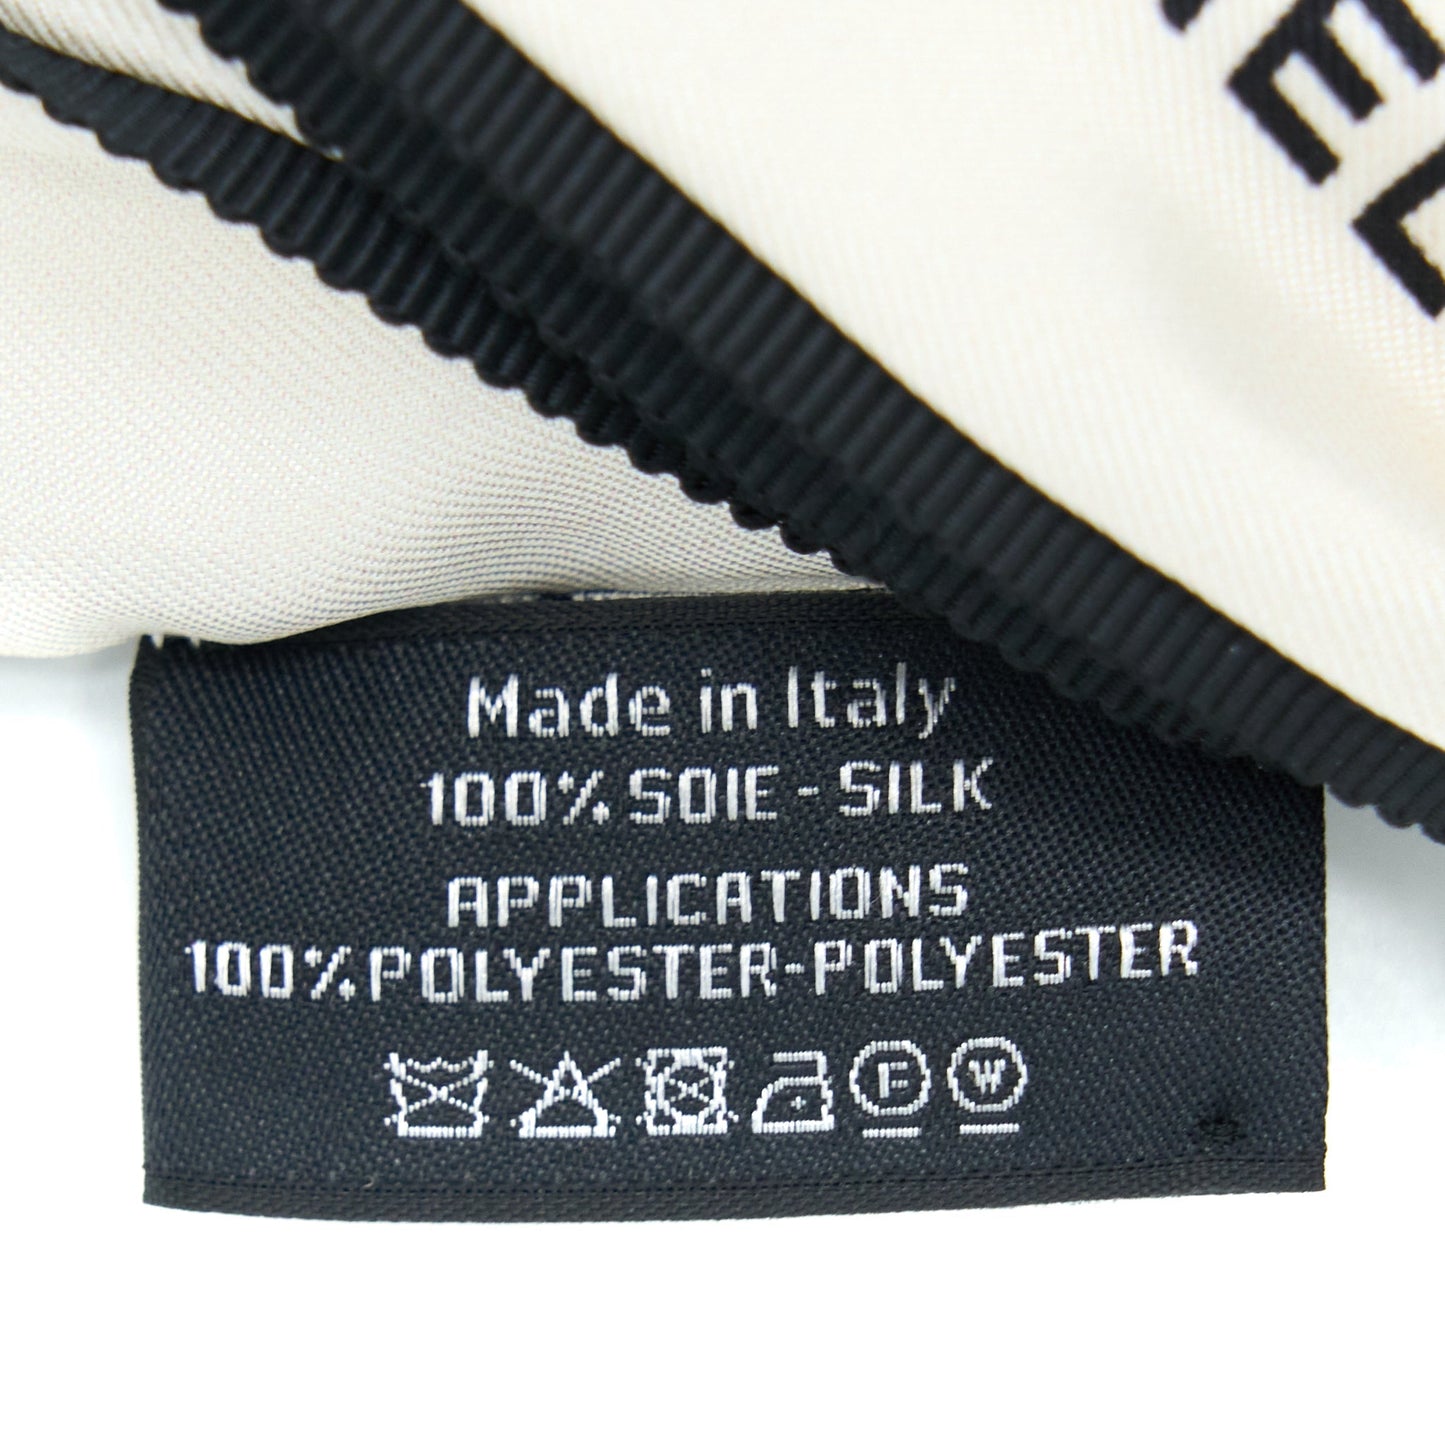 Made in Italy
100% SOIE - SILK
APPLICATIONS
100% POLYESTER-POLYESTER
F W